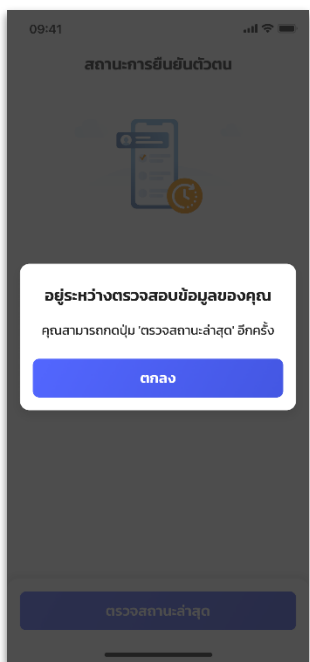 09:41
สถานะการยืนยันตัวตน
อยู่ระหว่างตรวจสอบข้อมูลของคุณ
คุณสามารถกดปุ่ม 'ตรวจสถานะล่าสุด' อีกครั้ง
ตกลง
ตรวจสถานะล่าสุด